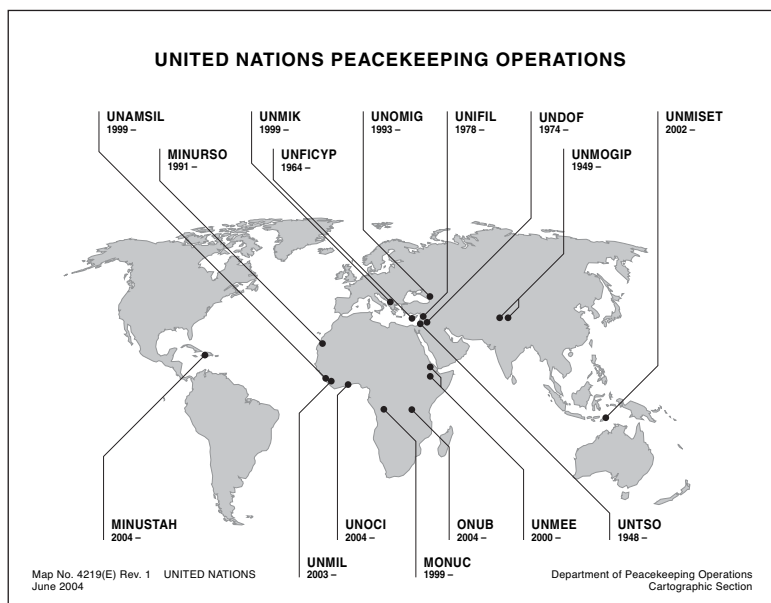 UNITED NATIONS PEACEKEEPING OPERATIONS
UNAMSIL
1999 –
UNMIK
1999 –
UNOMIG
1993 –
UNIFIL
1978 –
UNDOF
1974 –
UNMISET
2002 –
MINURSO
1991 –
UNFICYP
1964 –
UNMOGIP
1949 –
MINUSTAH
2004 –
UNOCI
2004 –
ONUB
2004 –
UNMEE
2000 –
UNTSO
1948 –
UNMIL
2003 –
MONUC
1999 –
Map No. 4219(E) Rev. 1 UNITED NATIONS
June 2004
Department of Peacekeeping Operations
Cartographic Section